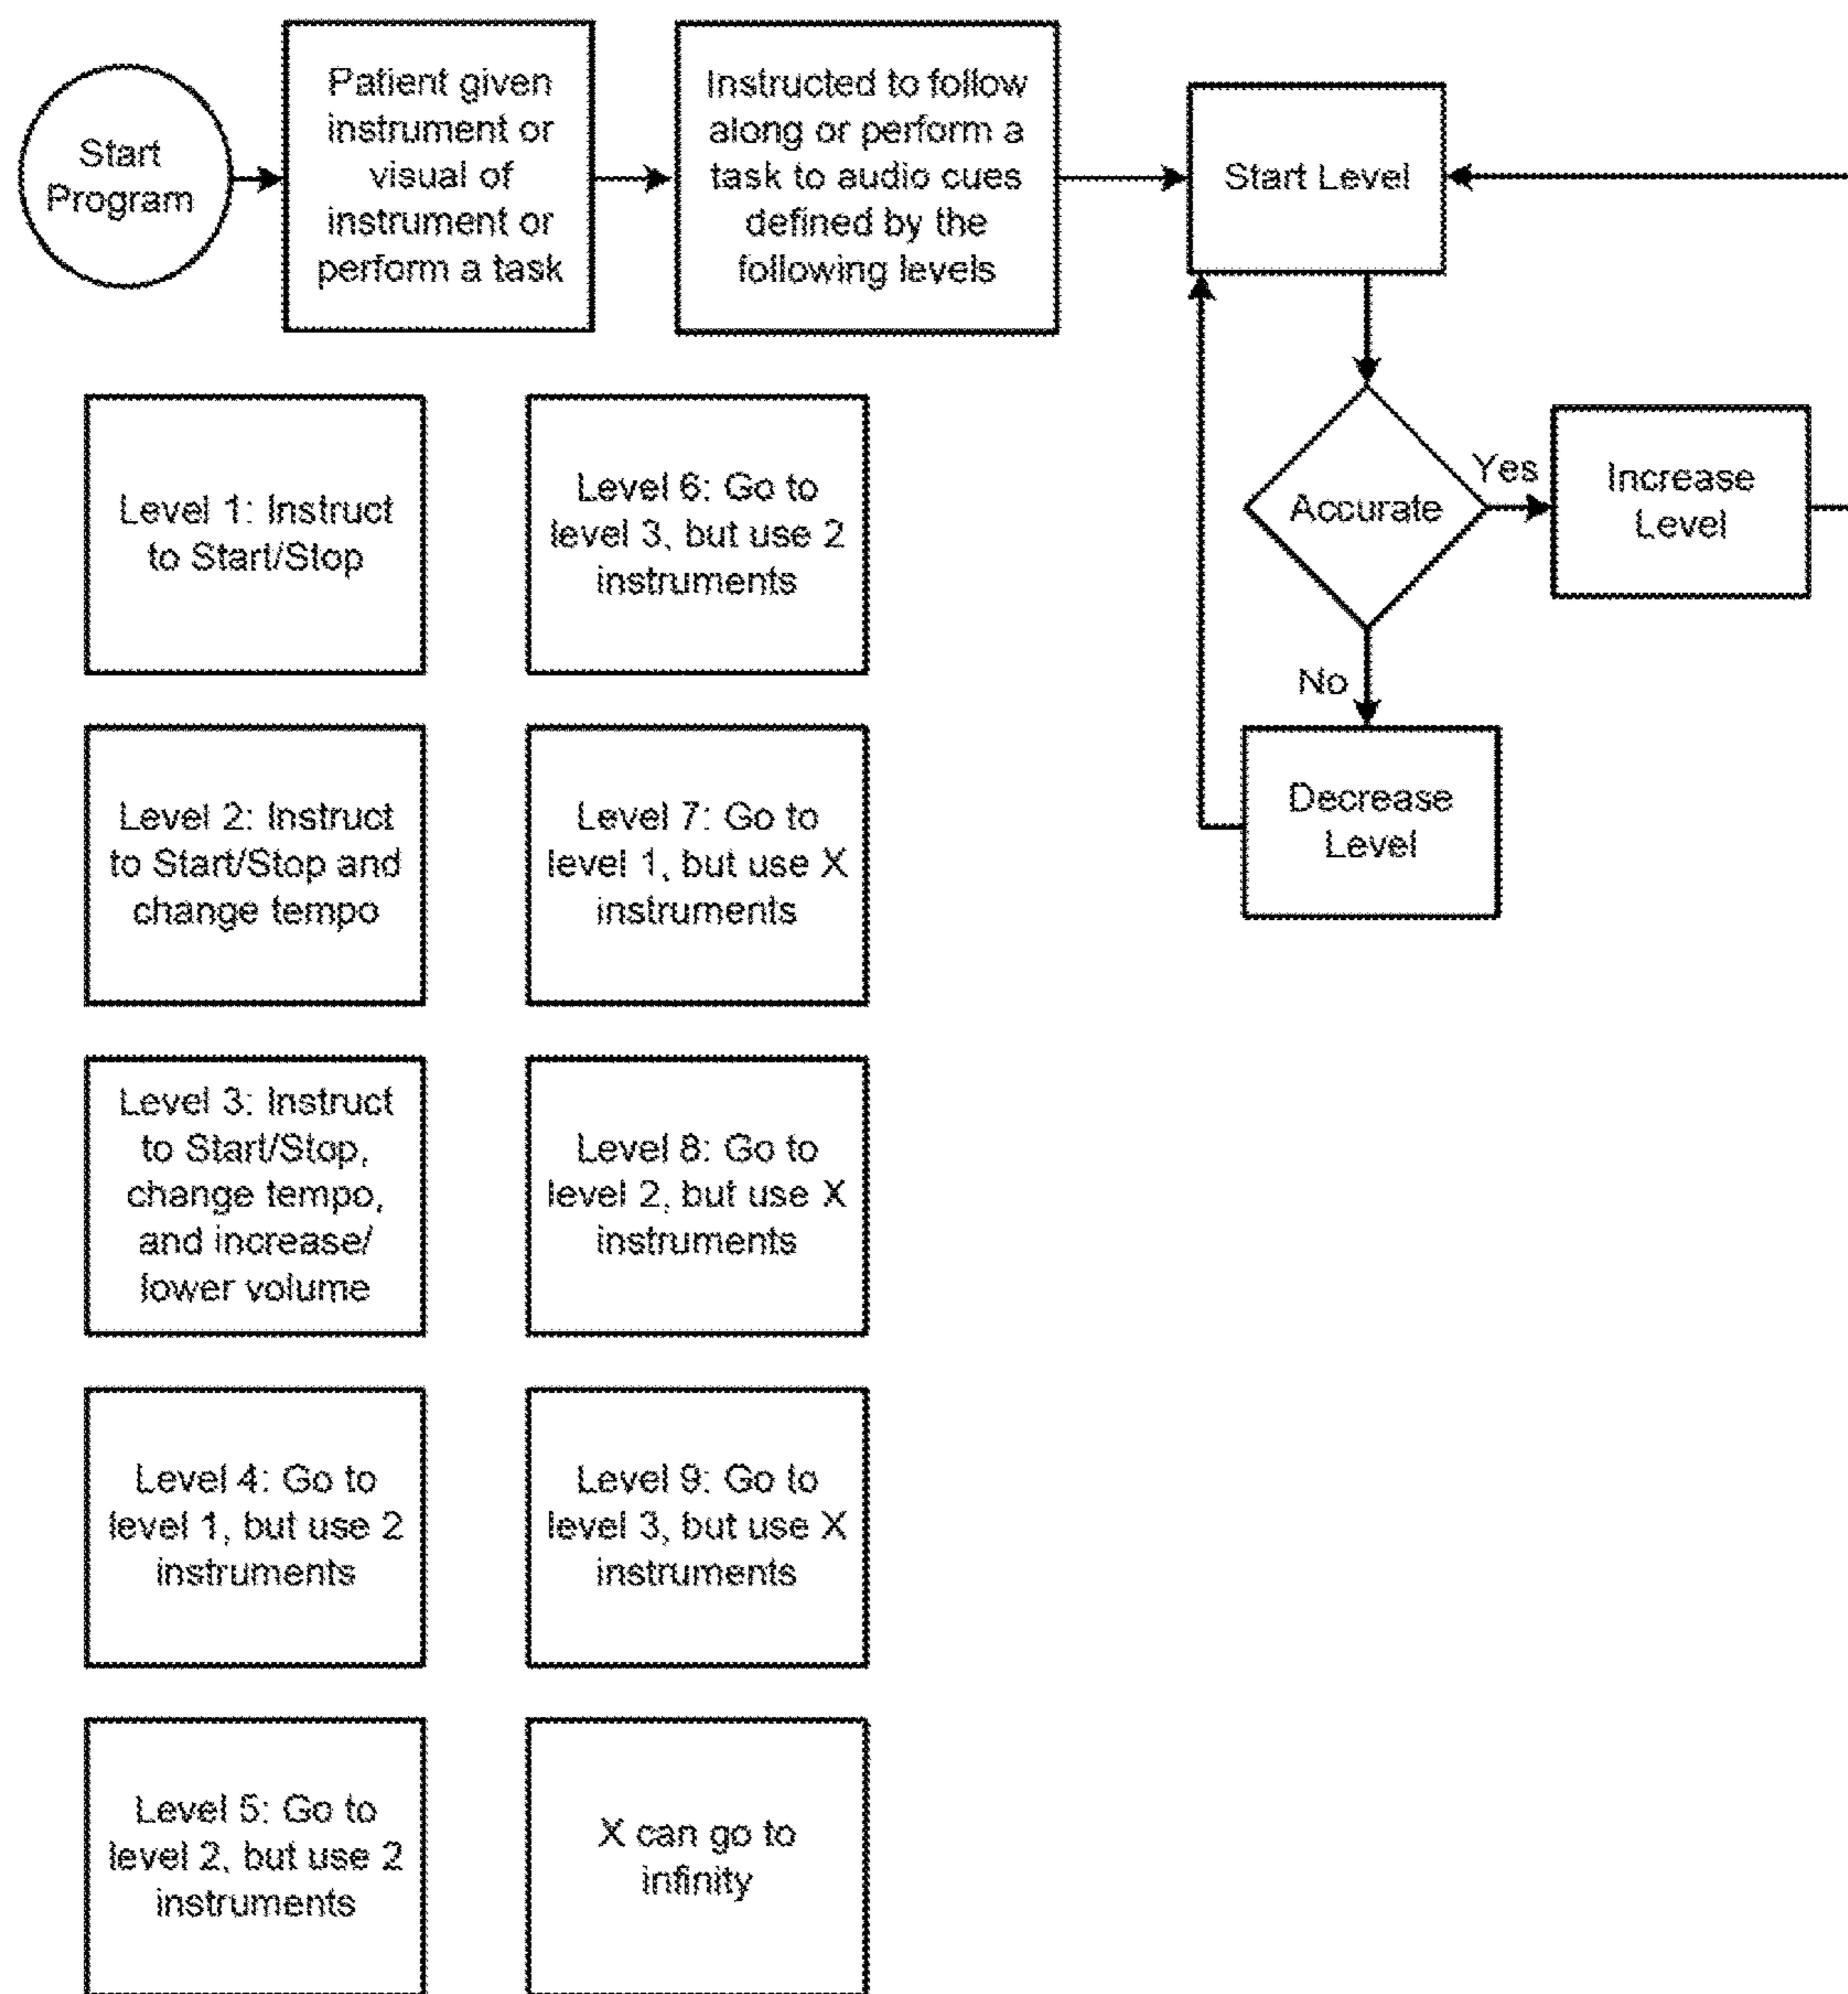 Start
Program
Patient given
instrument or
visual of
instrument or
perform a task
Instructed to follow
along or perform a
task to audio cues
defined by the
following levels
Start Level
Accurate
Yes
Increase
Level
No
Decrease
Level
Level 1: Instruct
to Start/Stop
Level 2: Instruct
to Start/Stop and
change tempo
Level 3: Instruct
to Start/Stop,
change tempo,
and increase/
lower volume
Level 4: Go to
level 1, but use 2
instruments
Level 5: Go to
level 2, but use 2
instruments
Level 6: Go to
level 3, but use 2
instruments
Level 7: Go to
level 1, but use X
instruments
Level 8: Go to
level 2, but use X
instruments
Level 9: Go to
level 3, but use X
instruments
X can go to
infinity